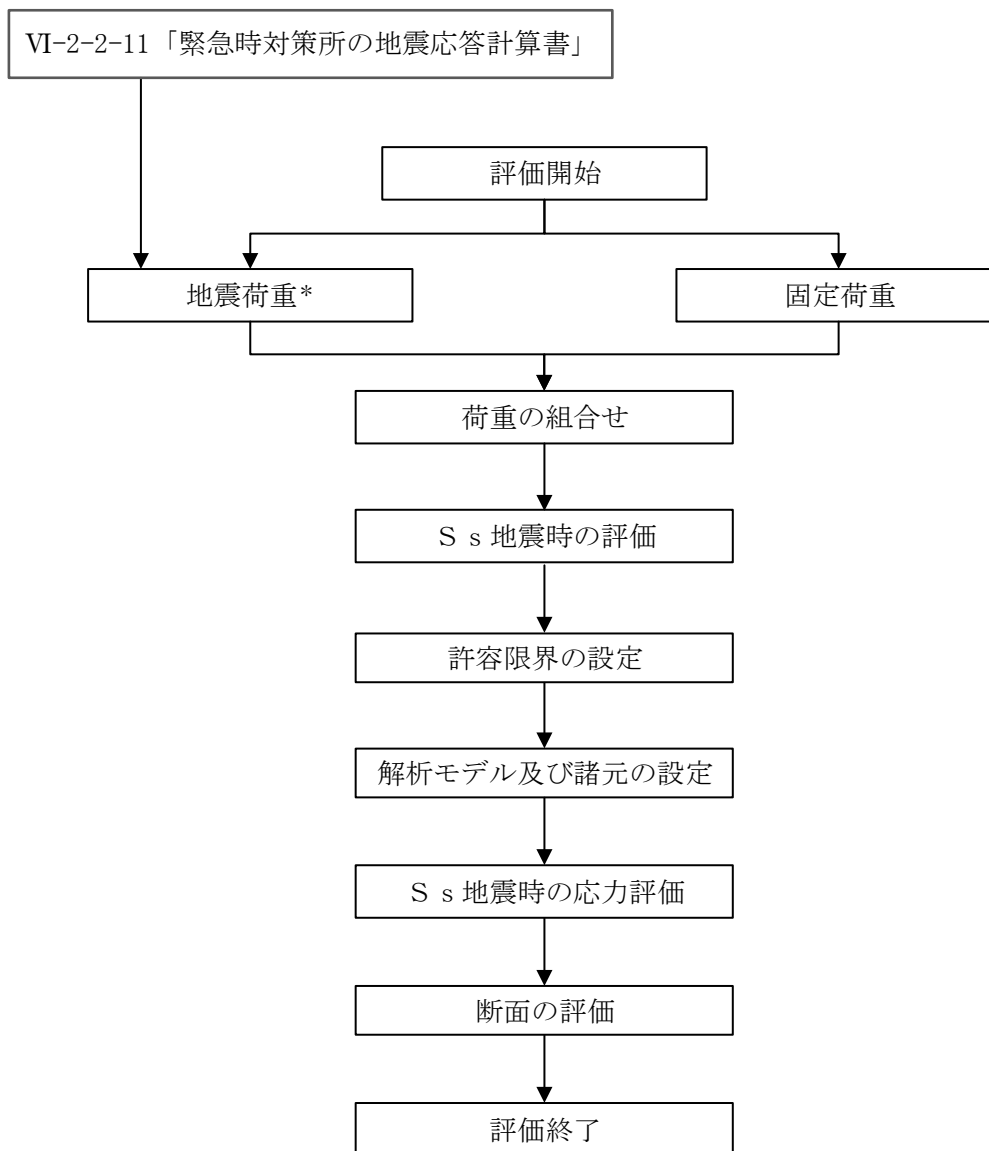 Ⅵ-2-2-11「緊急時対策所の地震応答計算書」
評価開始
地震荷重*
固定荷重
荷重の組合せ
Ｓｓ地震時の評価
許容限界の設定
解析モデル及び諸元の設定
Ｓｓ地震時の応力評価
断面の評価
評価終了